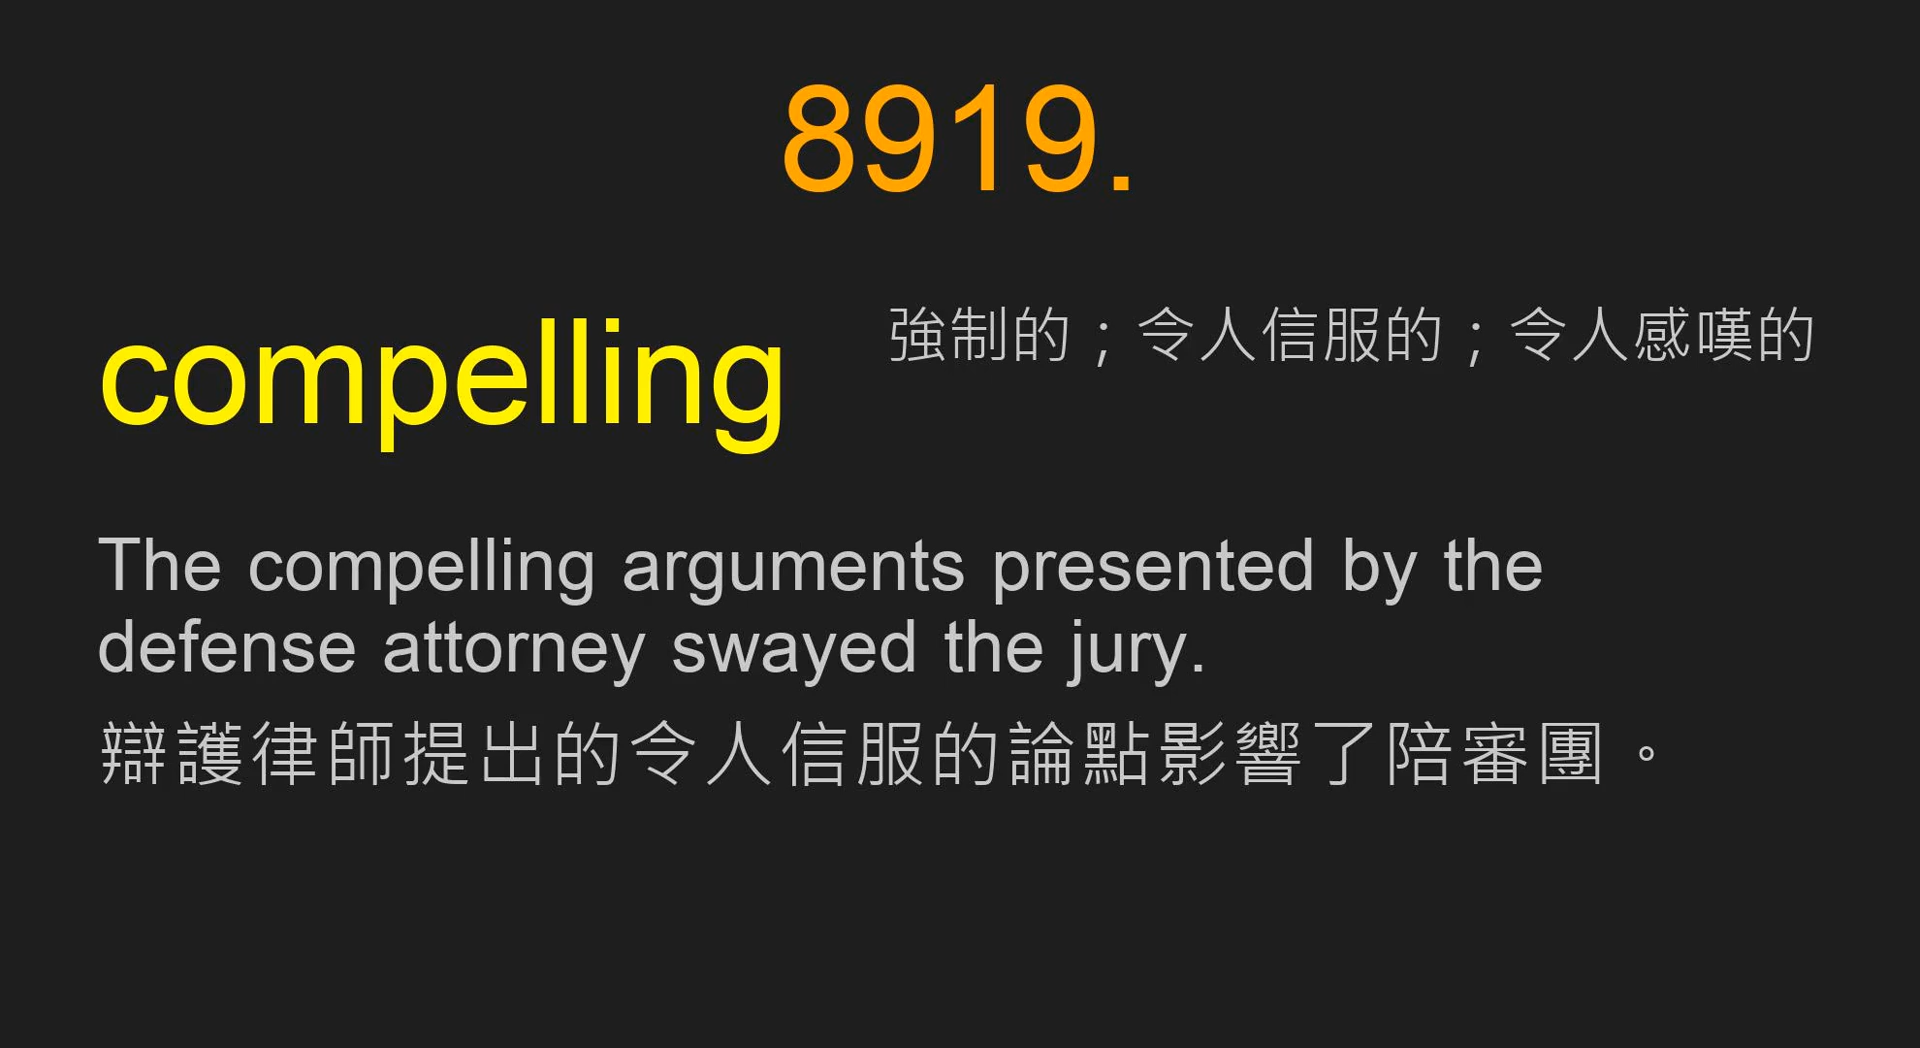 8919.
compelling
強制的；令人信服的；令人感嘆的
The compelling arguments presented by the
defense attorney swayed the jury.
辯護律師提出的令人信服的論點影響了陪審團。